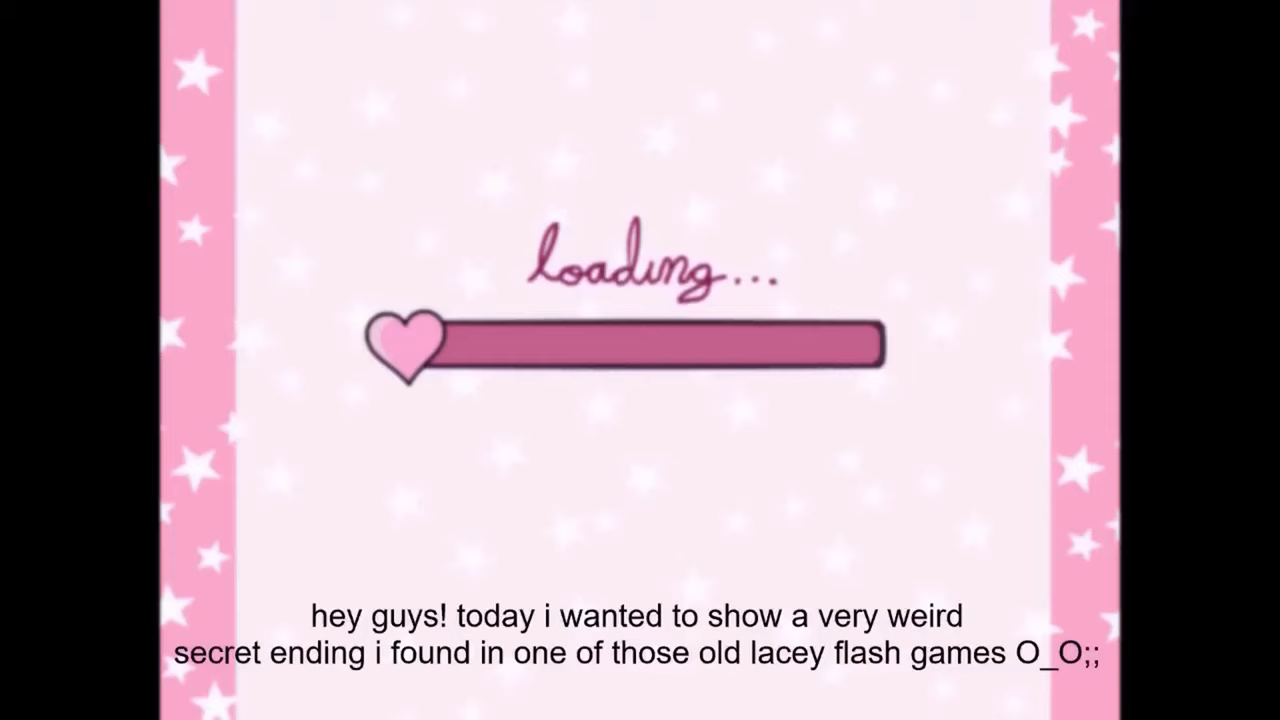 loading...
hey guys! today i wanted to show a very weird
secret ending i found in one of those old lacey flash games O_O;;